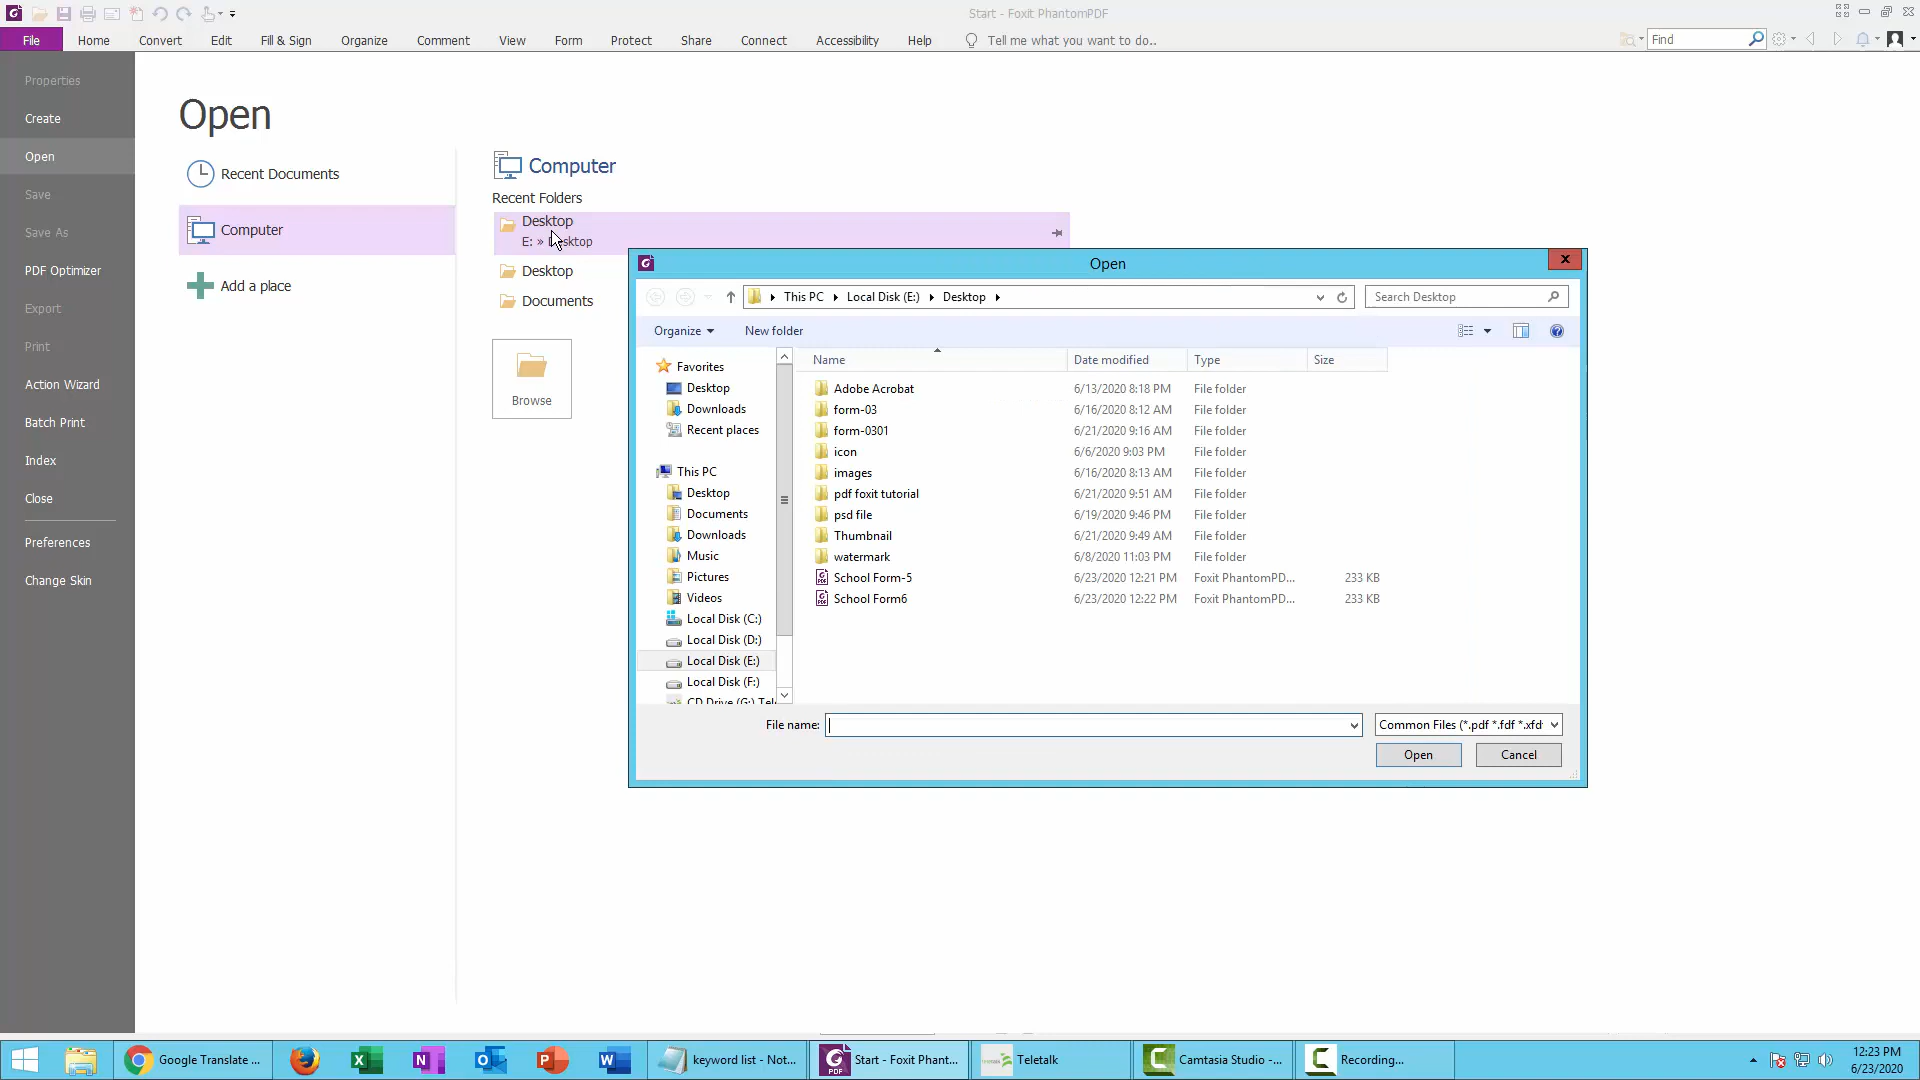 Start - Foxit PhantomPDF
File Home Convert Edit Fill & Sign Organize Comment View Form Protect Share Connect Accessibility Help Tell me what you want to do.. Find
Properties
Create
Open
Save
Save As
PDF Optimizer
Export
Print
Action Wizard
Batch Print
Index
Close
Preferences
Change Skin
Open
Recent Documents
Computer
Add a place
Computer
Recent Folders
Desktop
E: » Desktop
Desktop
Documents
Browse
Open
This PC Local Disk (E:) Desktop Search Desktop
Organize New folder
Favorites
Desktop
Downloads
Recent places
This PC
Desktop
Documents
Downloads
Music
Pictures
Videos
Local Disk (C:)
Local Disk (D:)
Local Disk (E:)
Local Disk (F:)
CD Drive (G:) Tel
Name Date modified Type Size
Adobe Acrobat 6/13/2020 8:18 PM File folder
form-03 6/16/2020 8:12 AM File folder
form-0301 6/21/2020 9:16 AM File folder
icon 6/6/2020 9:03 PM File folder
images 6/16/2020 8:13 AM File folder
pdf foxit tutorial 6/21/2020 9:51 AM File folder
psd file 6/19/2020 9:46 PM File folder
Thumbnail 6/21/2020 9:49 AM File folder
watermark 6/8/2020 11:03 PM File folder
School Form-5 6/23/2020 12:21 PM Foxit PhantomPD... 233 KB
School Form6 6/23/2020 12:22 PM Foxit PhantomPD... 233 KB
File name: Common Files (*.pdf *.fdf *.xfd
Open Cancel
Google Translate ... keyword list - Not... Start - Foxit Phant... Teletalk Camtasia Studio -... Recording...
12:23 PM
6/23/2020